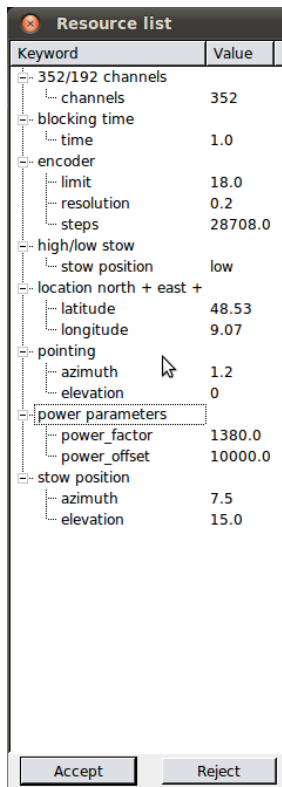 Resource list
Keyword Value
352/192 channels
channels 352
blocking time
time 1.0
encoder
limit 18.0
resolution 0.2
steps 28708.0
high/low stow
stow position low
location north + east +
latitude 48.53
longitude 9.07
pointing
azimuth 1.2
elevation 0
power parameters
power_factor 1380.0
power_offset 10000.0
stow position
azimuth 7.5
elevation 15.0
Accept Reject